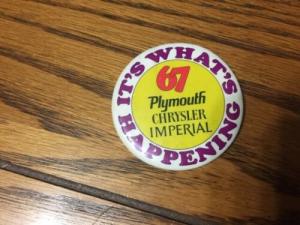 IT'S WHAT'S HAPPENING
67
Plymouth
CHRYSLER
IMPERIAL